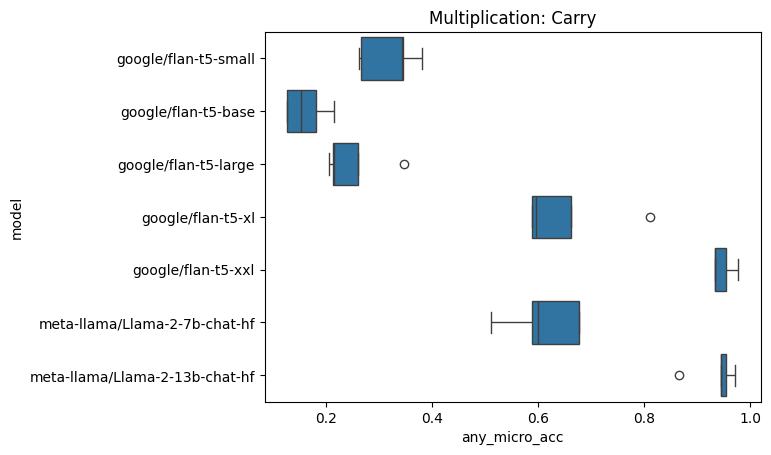 Multiplication: Carry
google/flan-t5-small
google/flan-t5-base
google/flan-t5-large
google/flan-t5-xl
google/flan-t5-xxl
meta-llama/Llama-2-7b-chat-hf
meta-llama/Llama-2-13b-chat-hf
model
0.2 0.4 0.6 0.8 1.0
any_micro_acc